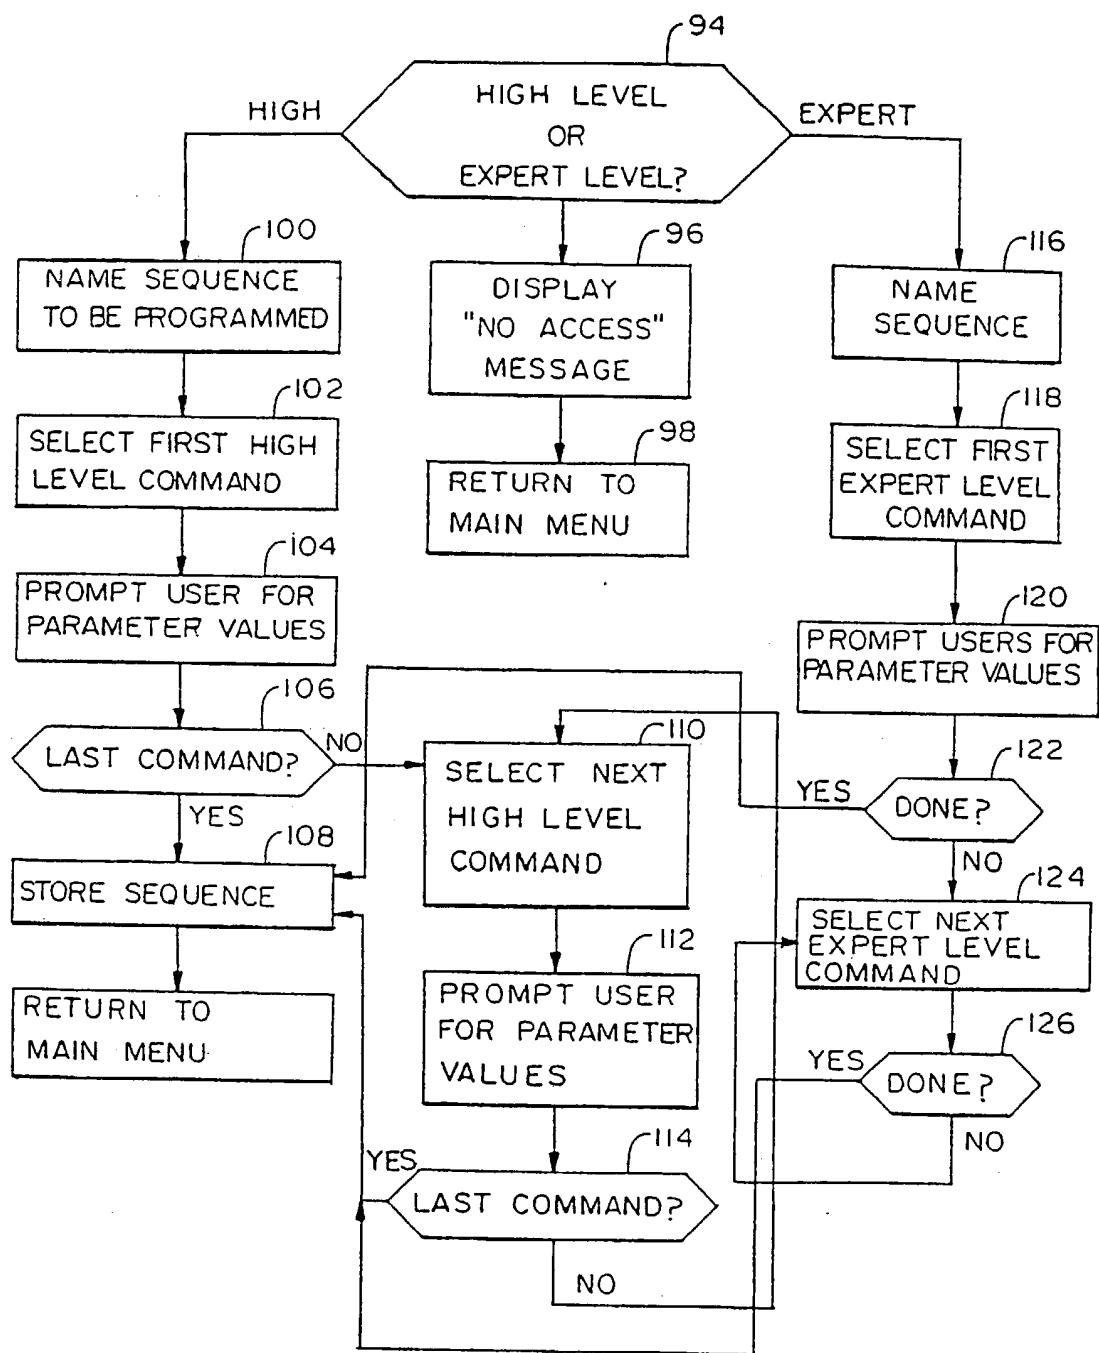 94
HIGH LEVEL
OR
EXPERT LEVEL?
HIGH
EXPERT
100
NAME SEQUENCE
TO BE PROGRAMMED
96
DISPLAY
"NO ACCESS"
MESSAGE
116
NAME
SEQUENCE
102
SELECT FIRST HIGH
LEVEL COMMAND
98
RETURN TO
MAIN MENU
118
SELECT FIRST
EXPERT LEVEL
COMMAND
104
PROMPT USER FOR
PARAMETER VALUES
120
PROMPT USERS FOR
PARAMETER VALUES
106
LAST COMMAND?
NO
YES
110
SELECT NEXT
HIGH LEVEL
COMMAND
122
DONE?
YES
NO
108
STORE SEQUENCE
124
SELECT NEXT
EXPERT LEVEL
COMMAND
RETURN TO
MAIN MENU
112
PROMPT USER
FOR PARAMETER
VALUES
126
DONE?
YES
NO
114
LAST COMMAND?
YES
NO